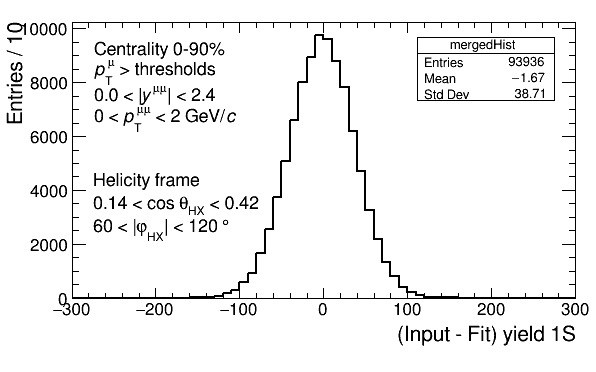 Entries / 10
10000
8000
6000
4000
2000
0
Centrality 0-90%
p_T^μ > thresholds
0.0 < |y^μμ| < 2.4
0 < p_T^μμ < 2 GeV/c
Helicity frame
0.14 < cos θ_HX < 0.42
60 < |φ_HX| < 120 °
mergedHist
Entries 93936
Mean −1.67
Std Dev 38.71
−300 −200 −100 0 100 200 300
(Input - Fit) yield 1S